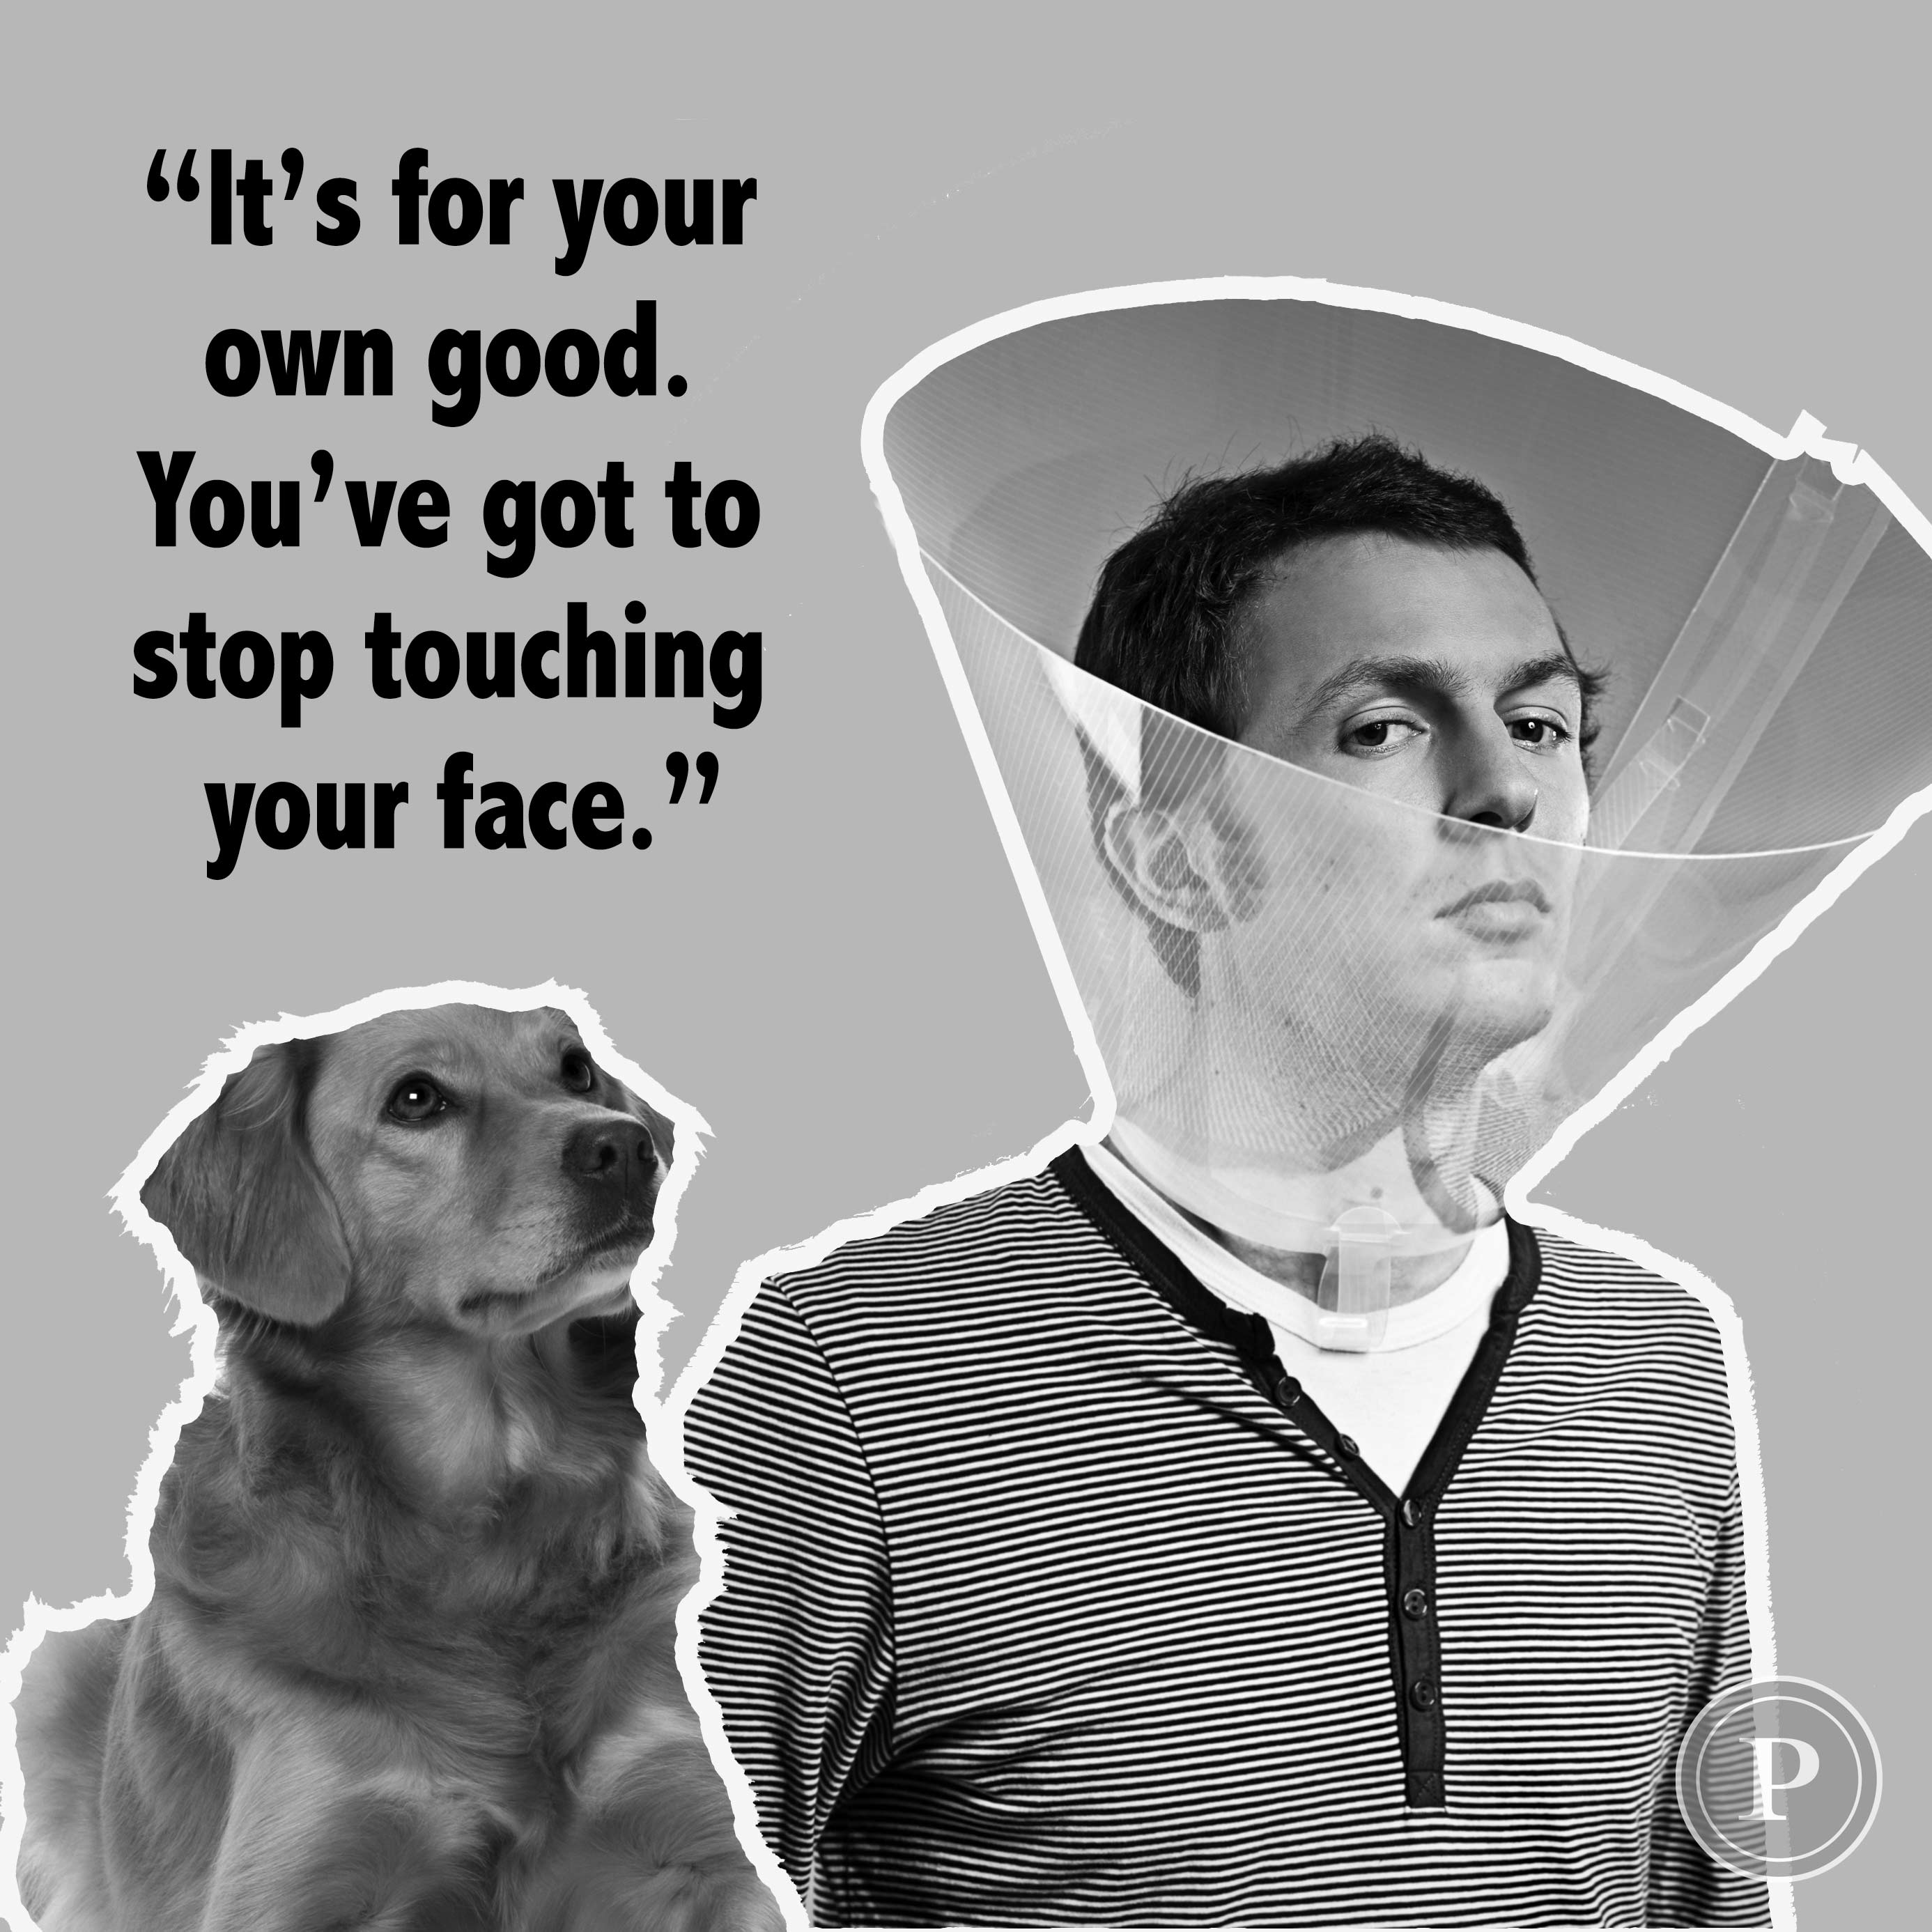 “It’s for your
own good.
You’ve got to
stop touching
your face.”
P